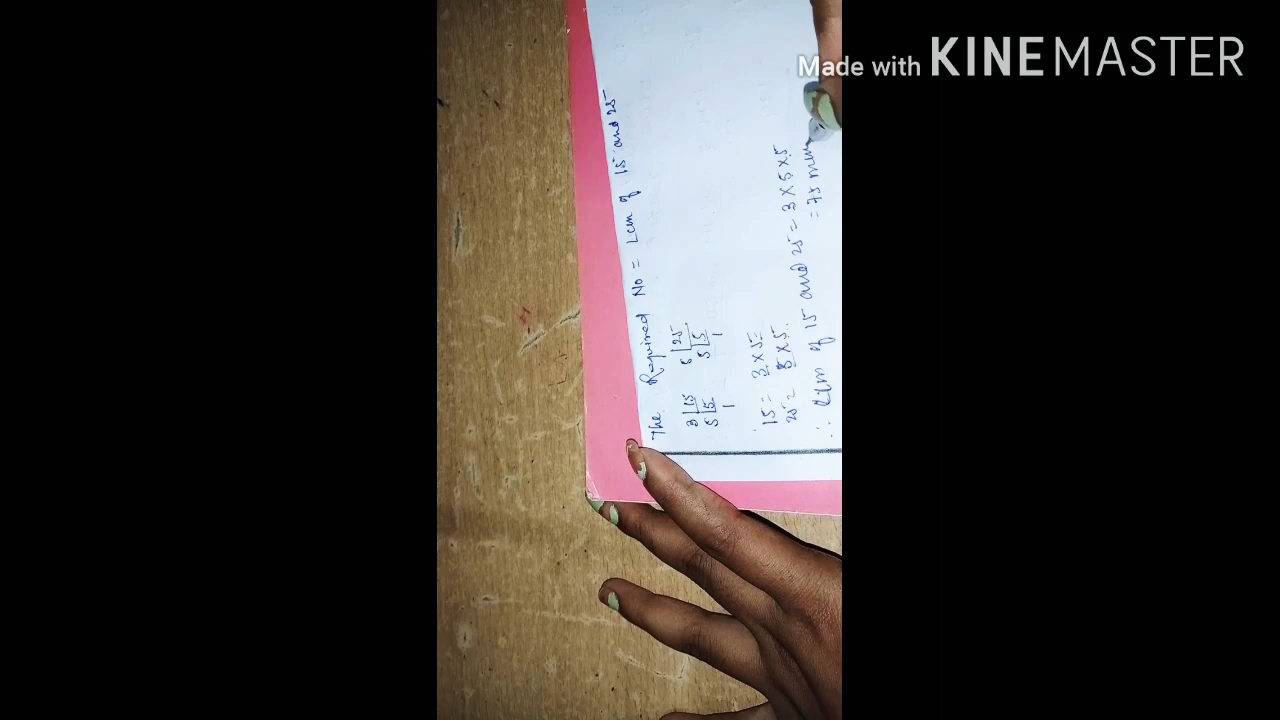 Made with KINEMASTER
The Required No = Lcm of 15 and 25
3 | 15 5 | 25
5 | 5 5 | 5
1 1
15 = 3 × 5
25 = 5 × 5
∴ Lcm of 15 and 25 = 3 × 5 × 5
= 75